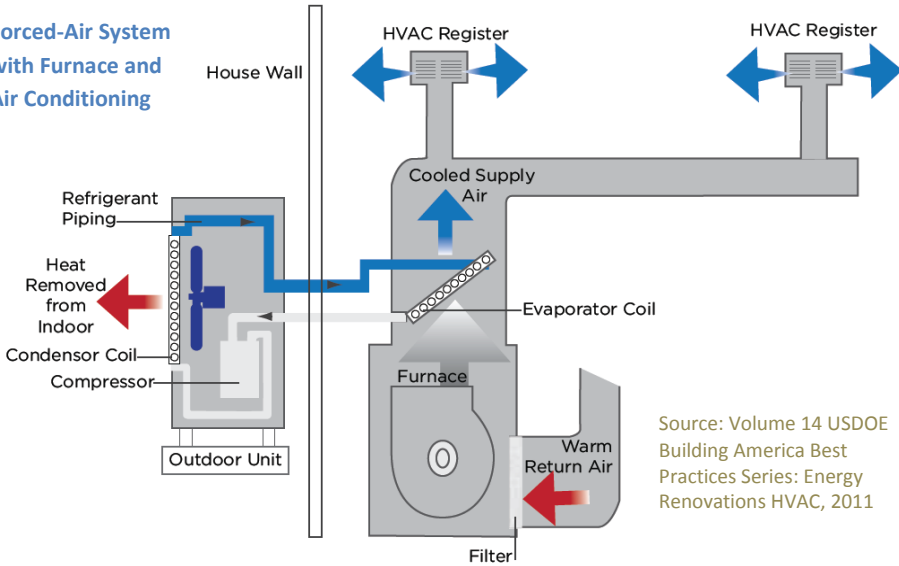 orced-Air System
with Furnace and
Air Conditioning
House Wall
HVAC Register
HVAC Register
Cooled Supply
Air
Refrigerant
Piping
Heat
Removed
from
Indoor
Condensor Coil
Compressor
Outdoor Unit
Evaporator Coil
Furnace
Warm
Return Air
Filter
Source: Volume 14 USDOE
Building America Best
Practices Series: Energy
Renovations HVAC, 2011